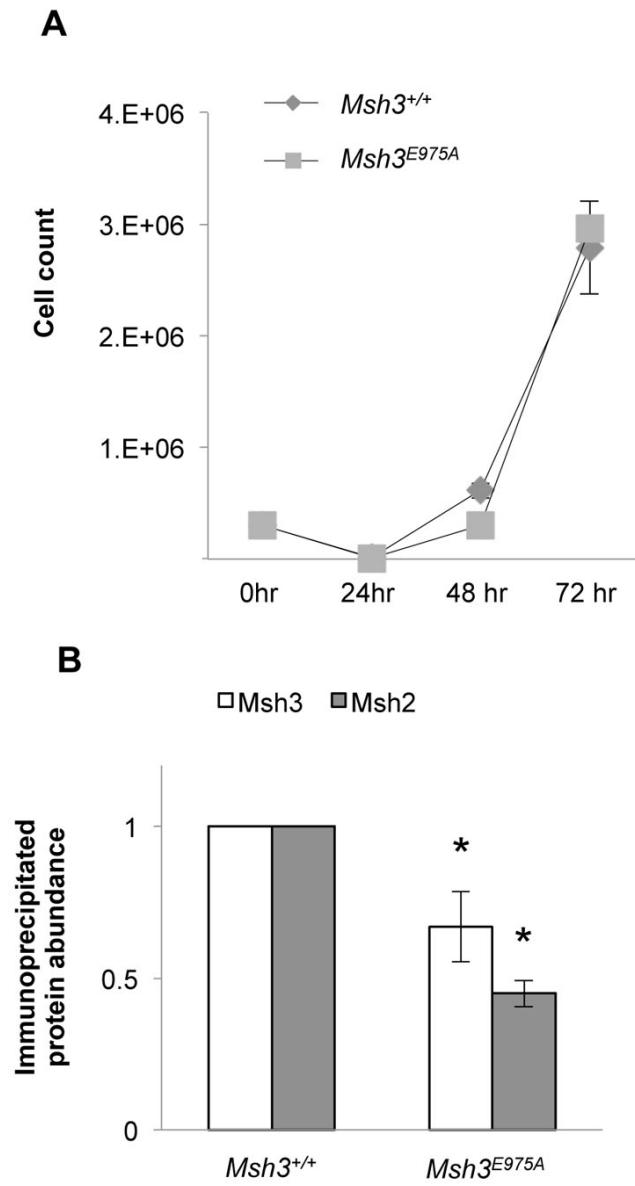 A
Msh3+/+
Msh3E975A
4.E+06
3.E+06
2.E+06
1.E+06
Cell count
0hr 24hr 48 hr 72 hr
B
Msh3 Msh2
Immunoprecipitated
protein abundance
1
0.5
0
* *
Msh3+/+ Msh3E975A